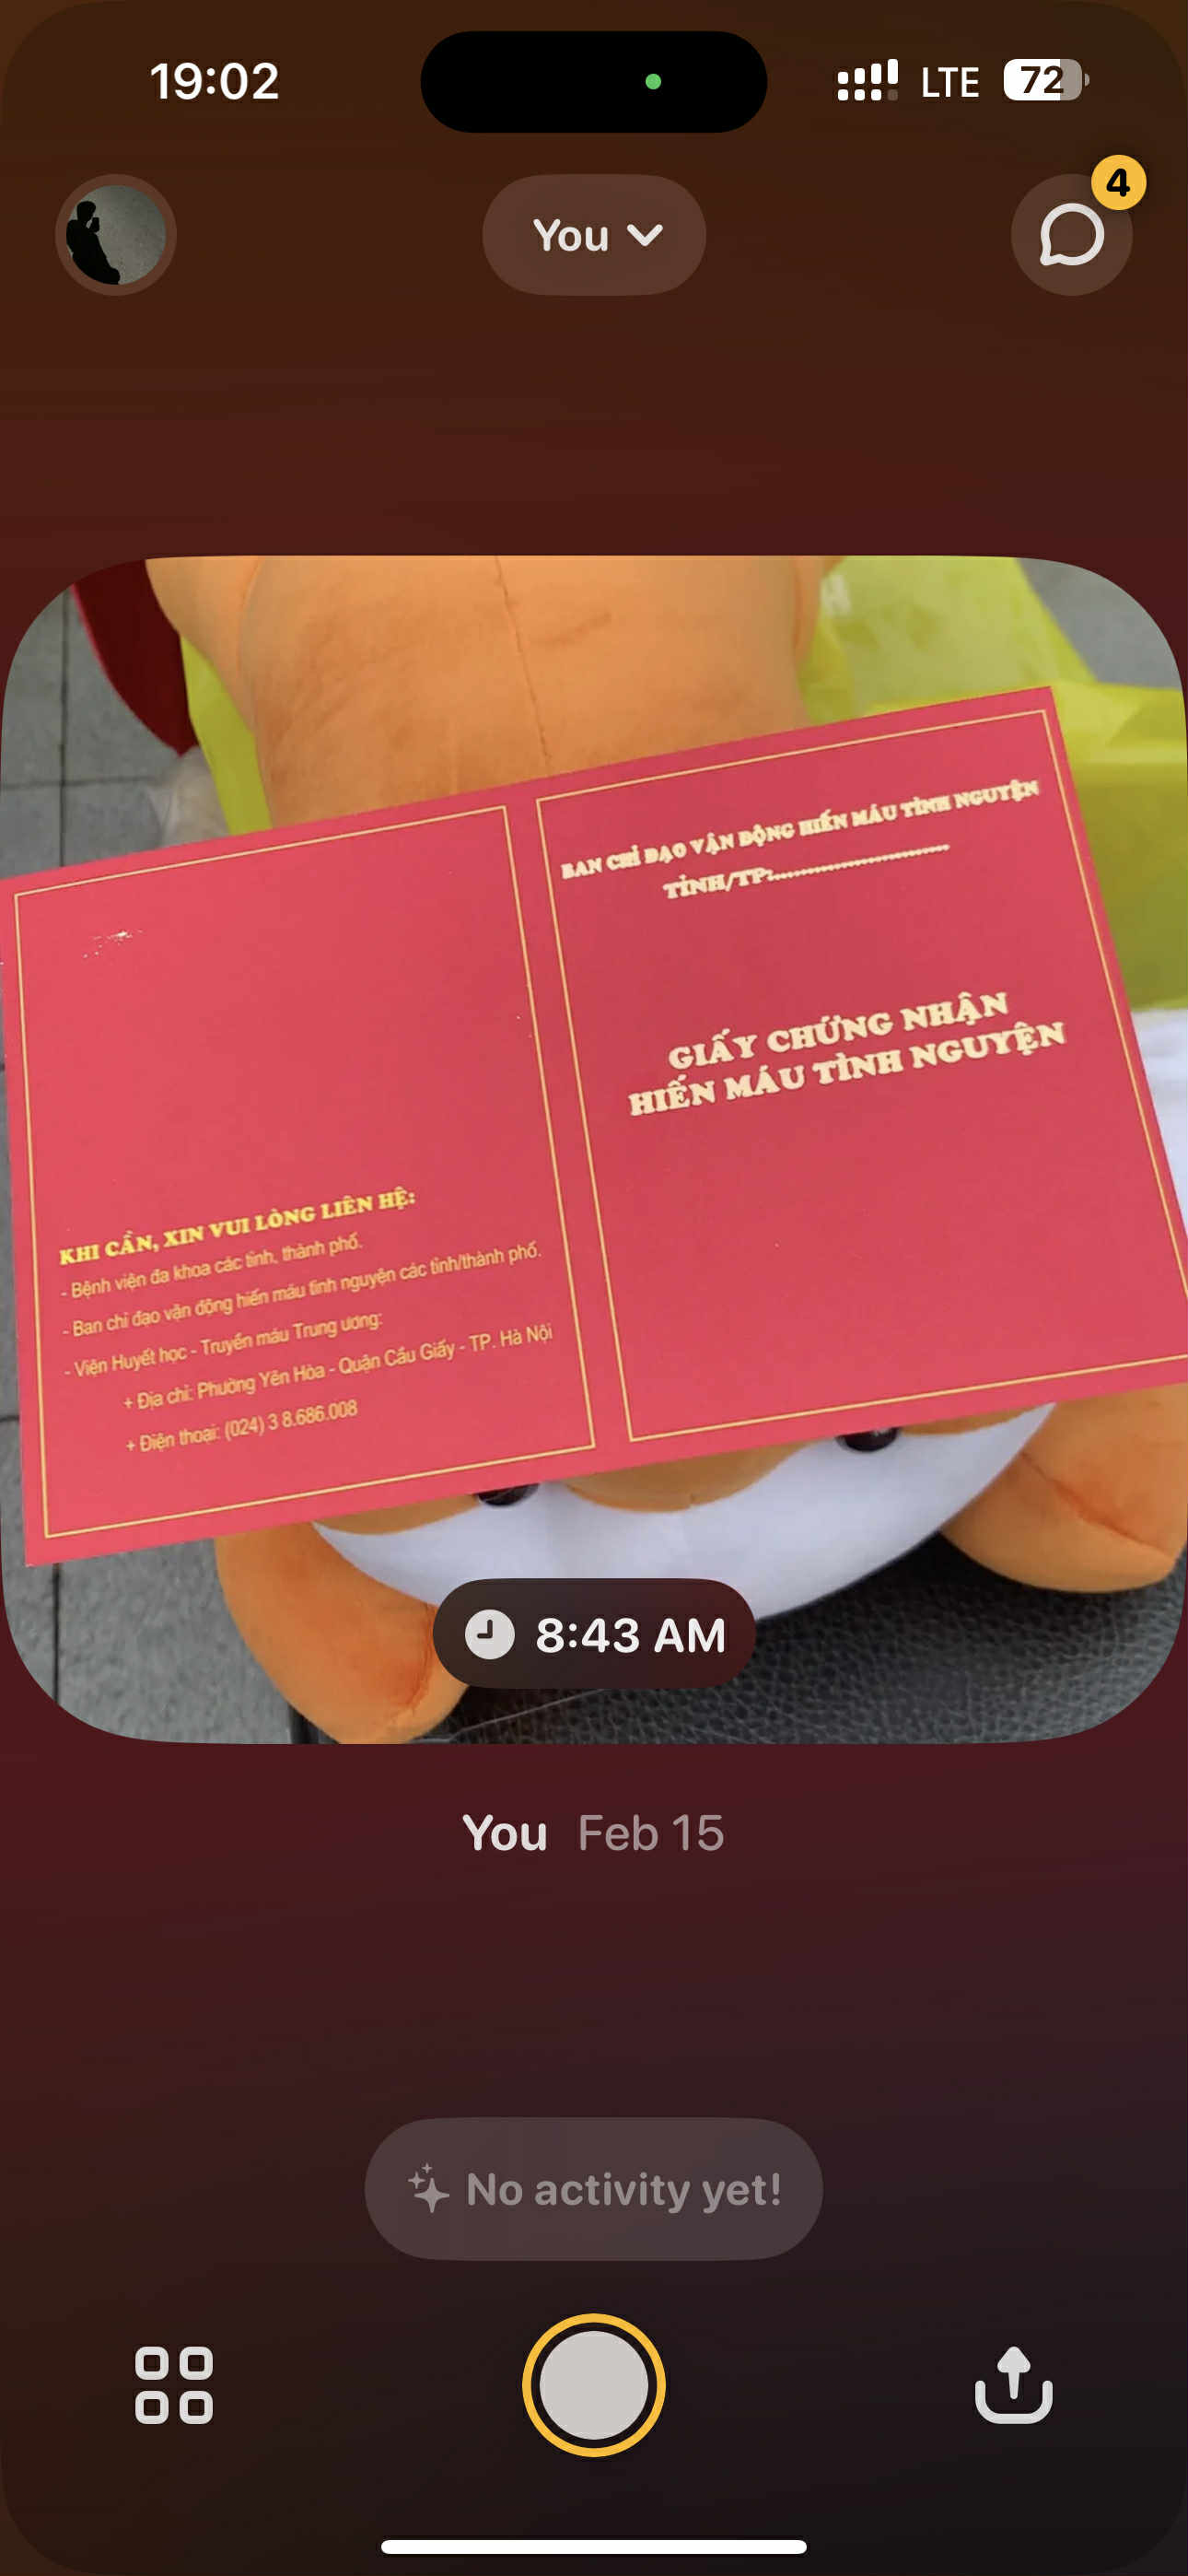 19:02
LTE
72
You
4
BAN CHỈ ĐẠO VẬN ĐỘNG HIẾN MÁU TÌNH NGUYỆN
TỈNH/TP:..............................
GIẤY CHỨNG NHẬN
HIẾN MÁU TÌNH NGUYỆN
KHI CẦN, XIN VUI LÒNG LIÊN HỆ:
- Bệnh viện đa khoa các tỉnh, thành phố.
- Ban chỉ đạo vận động hiến máu tình nguyện các tỉnh/thành phố.
- Viện Huyết học - Truyền máu Trung ương:
+ Địa chỉ: Phường Yên Hòa - Quận Cầu Giấy - TP. Hà Nội
+ Điện thoại: (024) 3 8.686.008
8:43 AM
You Feb 15
No activity yet!